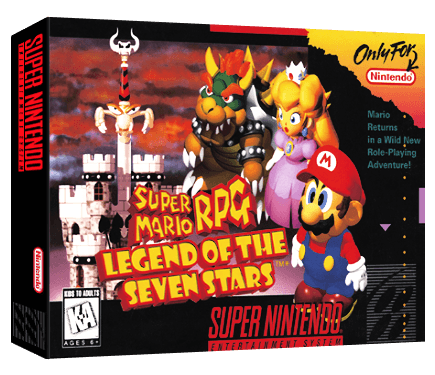 SUPER NINTENDO
Nintendo
Only For
Nintendo
Mario
Returns
in a Wild New
Role-Playing
Adventure!
M
SUPER
MARIO
RPG
LEGEND OF THE
SEVEN STARS
TM
KIDS TO ADULTS
K-A
AGES 6+
SUPER NINTENDO
ENTERTAINMENT SYSTEM